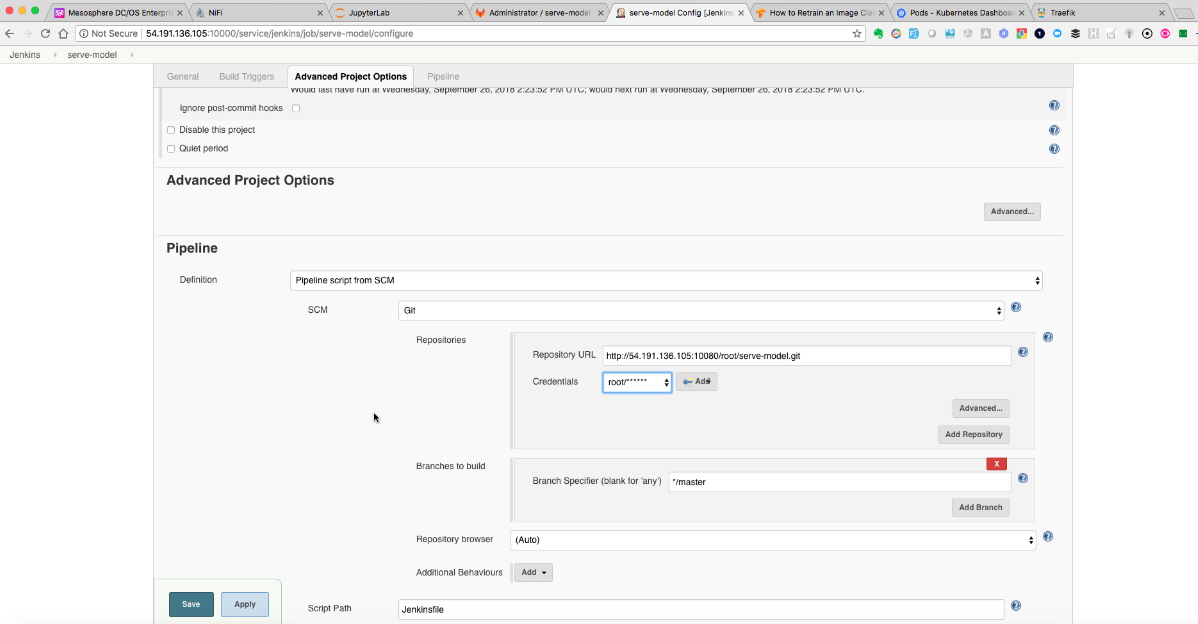 Mesosphere DC/OS Enterpris
NiFi
JupyterLab
Administrator / serve-model
serve-model Config [Jenkins
How to Retrain an Image Clas
Pods - Kubernetes Dashboar
Traefik
Not Secure 54.191.136.105:10000/service/jenkins/job/serve-model/configure
Jenkins serve-model
General Build Triggers Advanced Project Options Pipeline
Would last have run at Wednesday, September 26, 2018 2:23:52 PM UTC; would next run at Wednesday, September 26, 2018 2:23:52 PM UTC.
Ignore post-commit hooks
Disable this project
Quiet period
Advanced Project Options
Advanced...
Pipeline
Definition Pipeline script from SCM
SCM Git
Repositories
Repository URL http://54.191.136.105:10080/root/serve-model.git
Credentials root/****** Add
Advanced...
Add Repository
Branches to build
X
Branch Specifier (blank for 'any') */master
Add Branch
Repository browser (Auto)
Additional Behaviours Add
Save Apply
Script Path Jenkinsfile